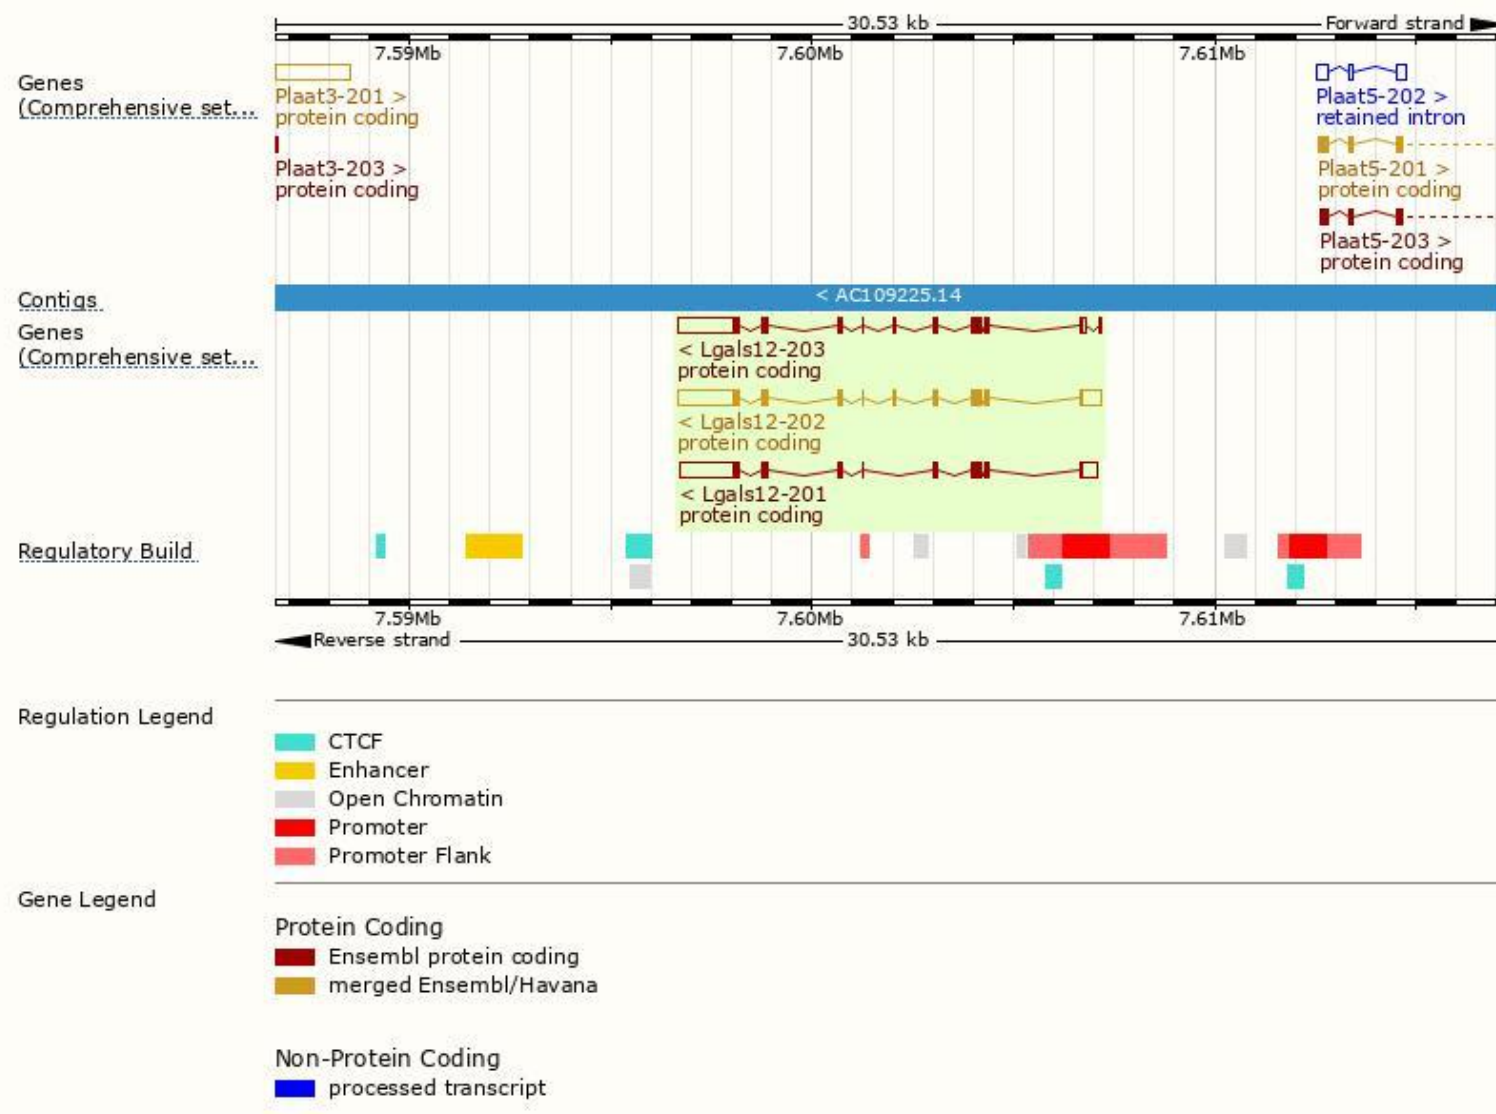 30.53 kb Forward strand
7.59Mb 7.60Mb 7.61Mb
Genes
(Comprehensive set...
Plaat3-201 >
protein coding
Plaat3-203 >
protein coding
Plaat5-202 >
retained intron
Plaat5-201 >
protein coding
Plaat5-203 >
protein coding
Contigs
< AC109225.14
Genes
(Comprehensive set...
< Lgals12-203
protein coding
< Lgals12-202
protein coding
< Lgals12-201
protein coding
Regulatory Build
7.59Mb 7.60Mb 7.61Mb
Reverse strand 30.53 kb
Regulation Legend
CTCF
Enhancer
Open Chromatin
Promoter
Promoter Flank
Gene Legend
Protein Coding
Ensembl protein coding
merged Ensembl/Havana
Non-Protein Coding
processed transcript